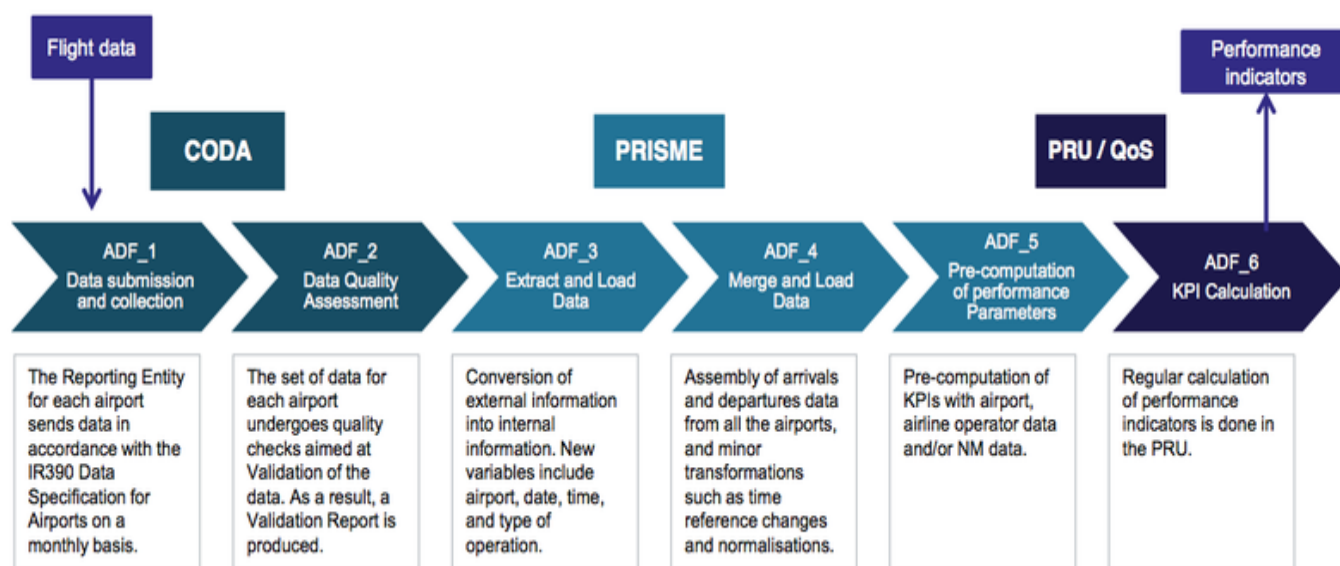 Flight data
Performance
indicators
CODA
PRISME
PRU / QoS
ADF_1
Data submission
and collection
ADF_2
Data Quality
Assessment
ADF_3
Extract and Load
Data
ADF_4
Merge and Load
Data
ADF_5
Pre-computation
of performance
Parameters
ADF_6
KPI Calculation
The Reporting Entity
for each airport
sends data in
accordance with the
IR390 Data
Specification for
Airports on a
monthly basis.
The set of data for
each airport
undergoes quality
checks aimed at
Validation of the
data. As a result, a
Validation Report is
produced.
Conversion of
external information
into internal
information. New
variables include
airport, date, time,
and type of
operation.
Assembly of arrivals
and departures data
from all the airports,
and minor
transformations
such as time
reference changes
and normalisations.
Pre-computation of
KPIs with airport,
airline operator data
and/or NM data.
Regular calculation
of performance
indicators is done in
the PRU.